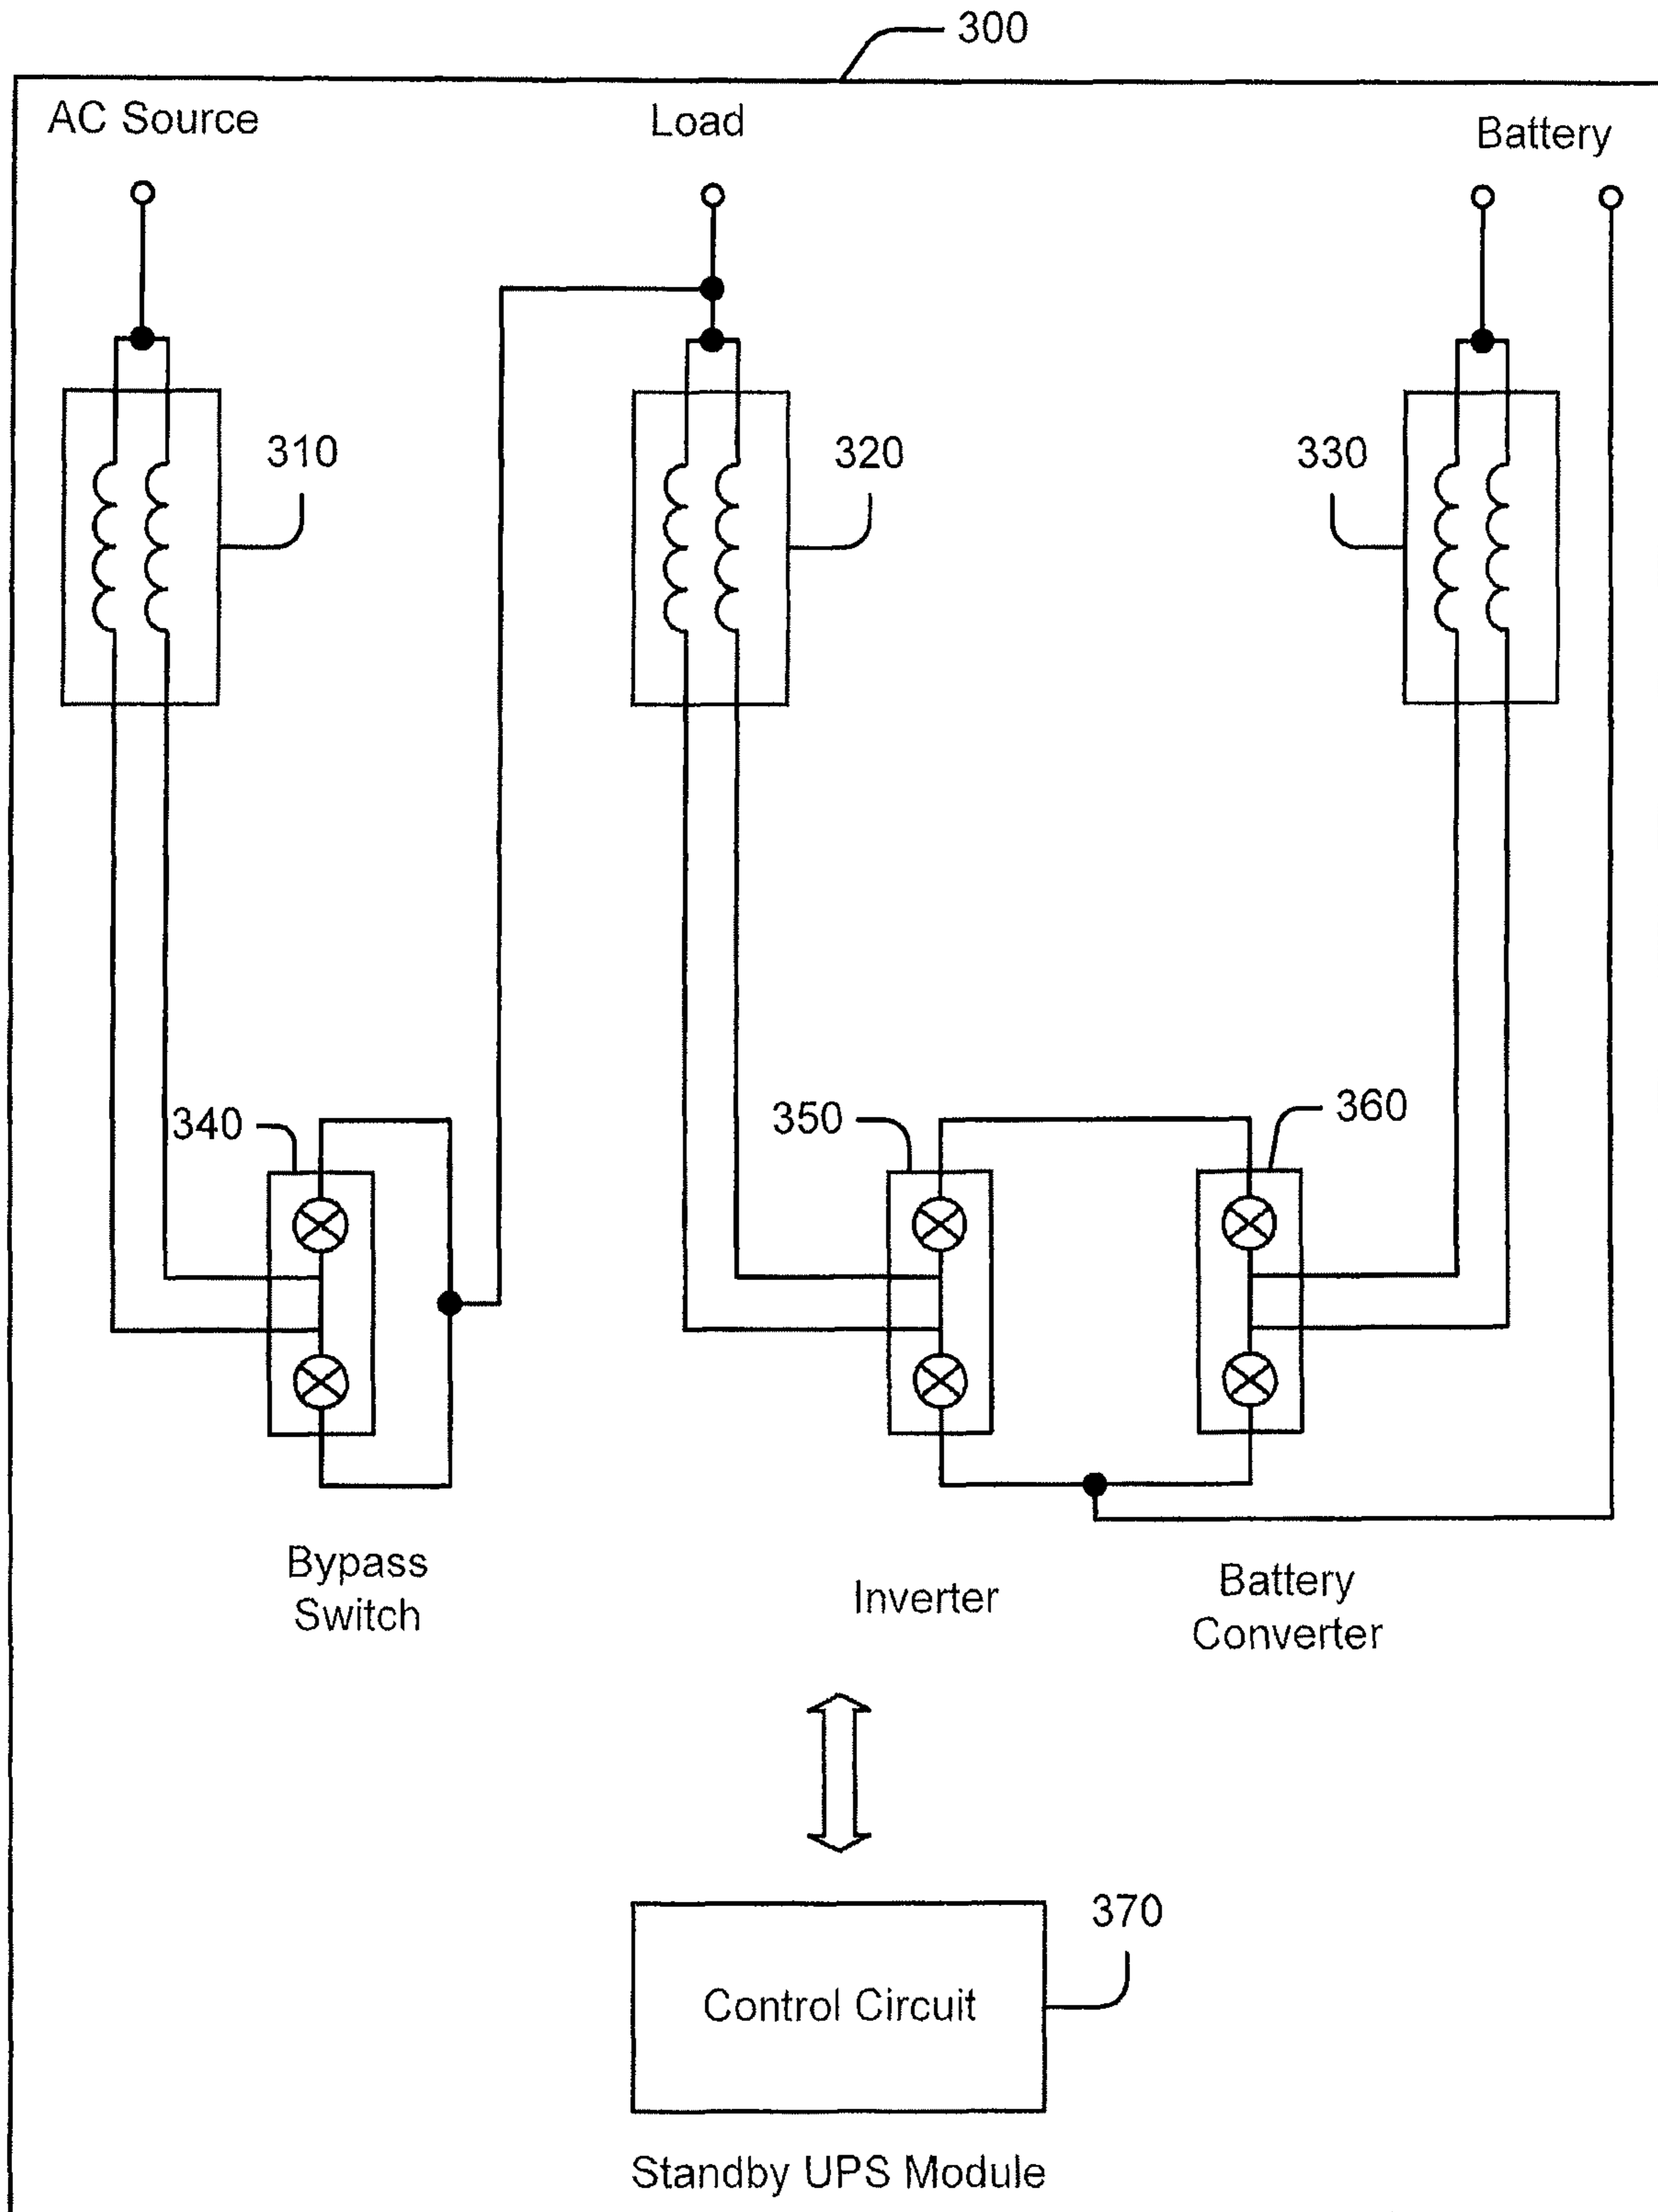 300
AC Source
Load
Battery
310
320
330
340
350
360
Bypass
Switch
Inverter
Battery
Converter
370
Control Circuit
Standby UPS Module